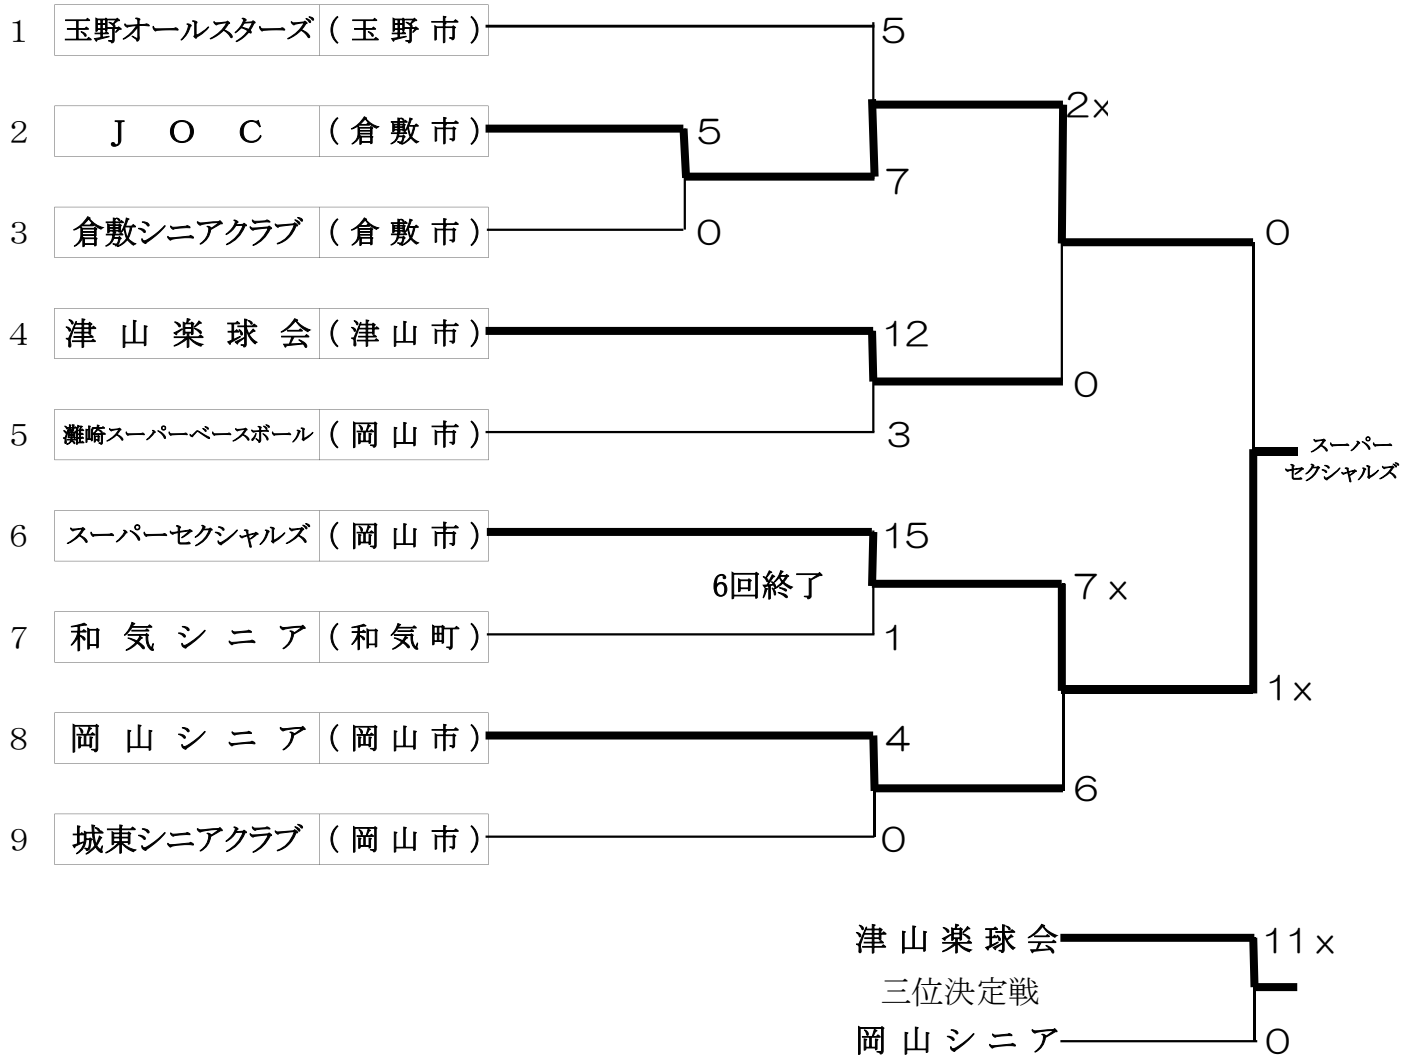 1 玉野オールスターズ (玉野市) 5
2x
2 JOC (倉敷市) 5
7
3 倉敷シニアクラブ (倉敷市) 0
0
4 津山楽球会 (津山市) 12
0
5 灘崎スーパーベースボール (岡山市) 3
スーパー
セクシャルズ
6 スーパーセクシャルズ (岡山市) 15
6回終了 7x
7 和気シニア (和気町) 1
1x
8 岡山シニア (岡山市) 4
6
9 城東シニアクラブ (岡山市) 0
津山楽球会 11x
三位決定戦
岡山シニア 0